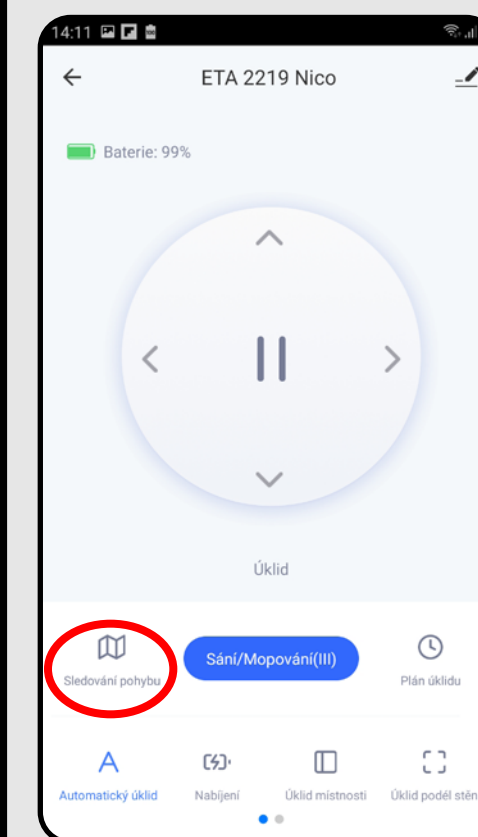 14:11
ETA 2219 Nico
Baterie: 99%
Úklid
Sledování pohybu
Sání/Mopování(III)
Plán úklidu
Automatický úklid
Nabíjení
Úklid místnosti
Úklid podél stěn